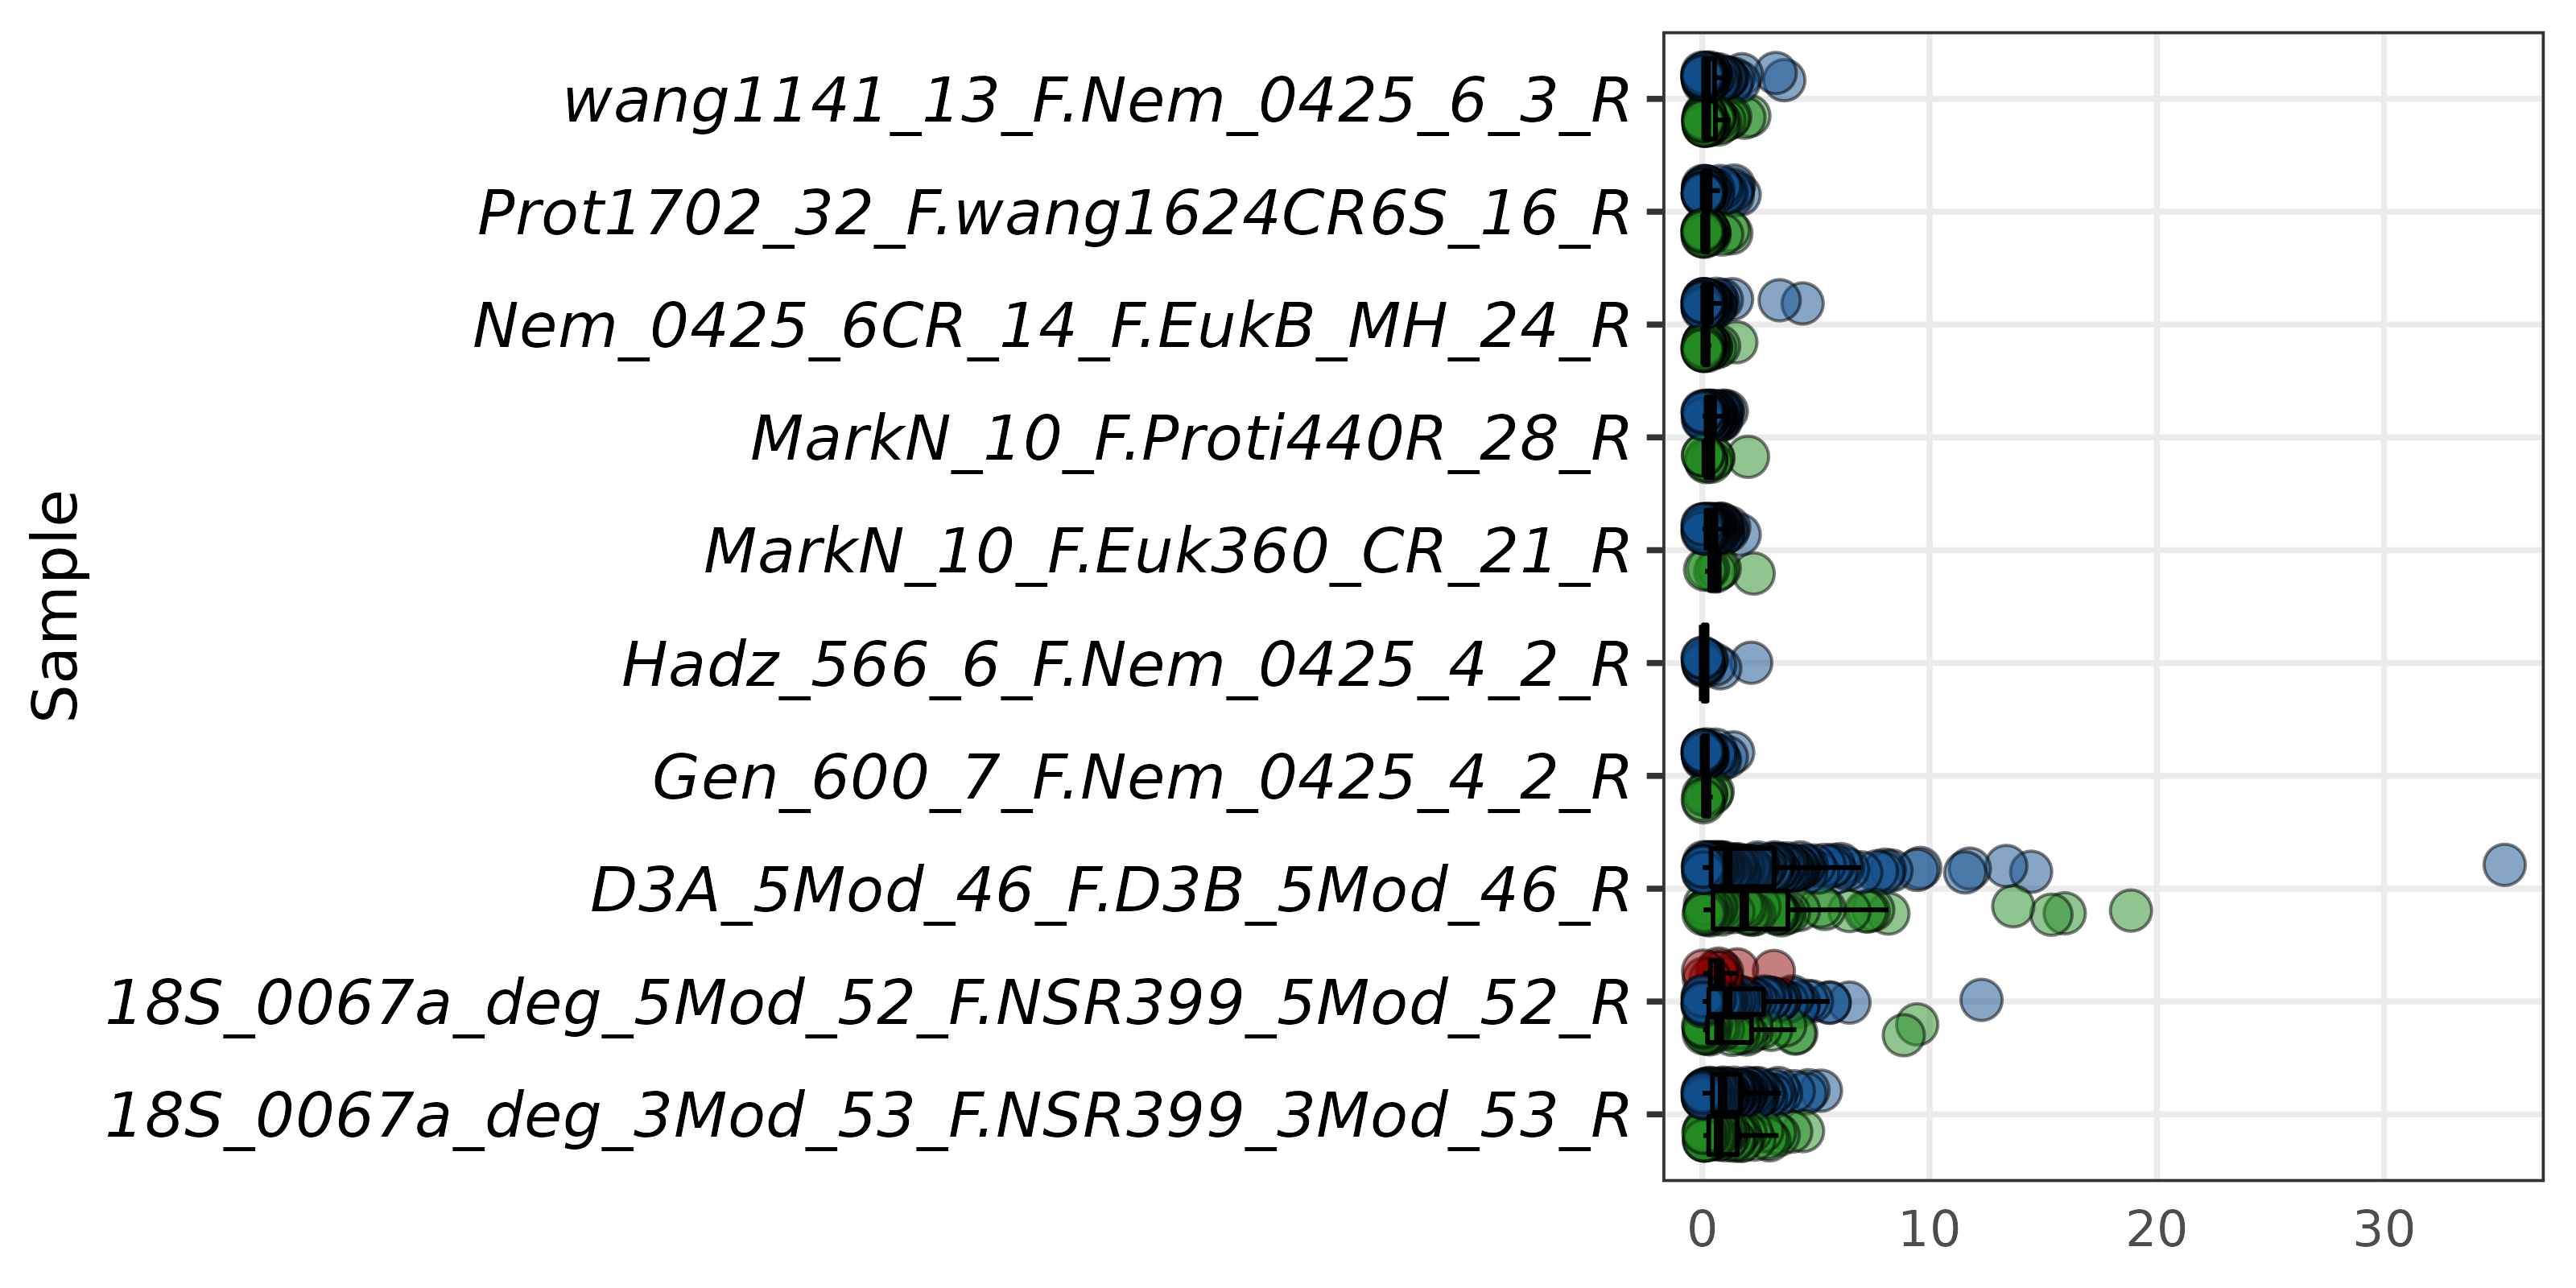 Sample
wang1141_13_F.Nem_0425_6_3_R
Prot1702_32_F.wang1624CR6S_16_R
Nem_0425_6CR_14_F.EukB_MH_24_R
MarkN_10_F.Proti440R_28_R
MarkN_10_F.Euk360_CR_21_R
Hadz_566_6_F.Nem_0425_4_2_R
Gen_600_7_F.Nem_0425_4_2_R
D3A_5Mod_46_F.D3B_5Mod_46_R
18S_0067a_deg_5Mod_52_F.NSR399_5Mod_52_R
18S_0067a_deg_3Mod_53_F.NSR399_3Mod_53_R
0 10 20 30